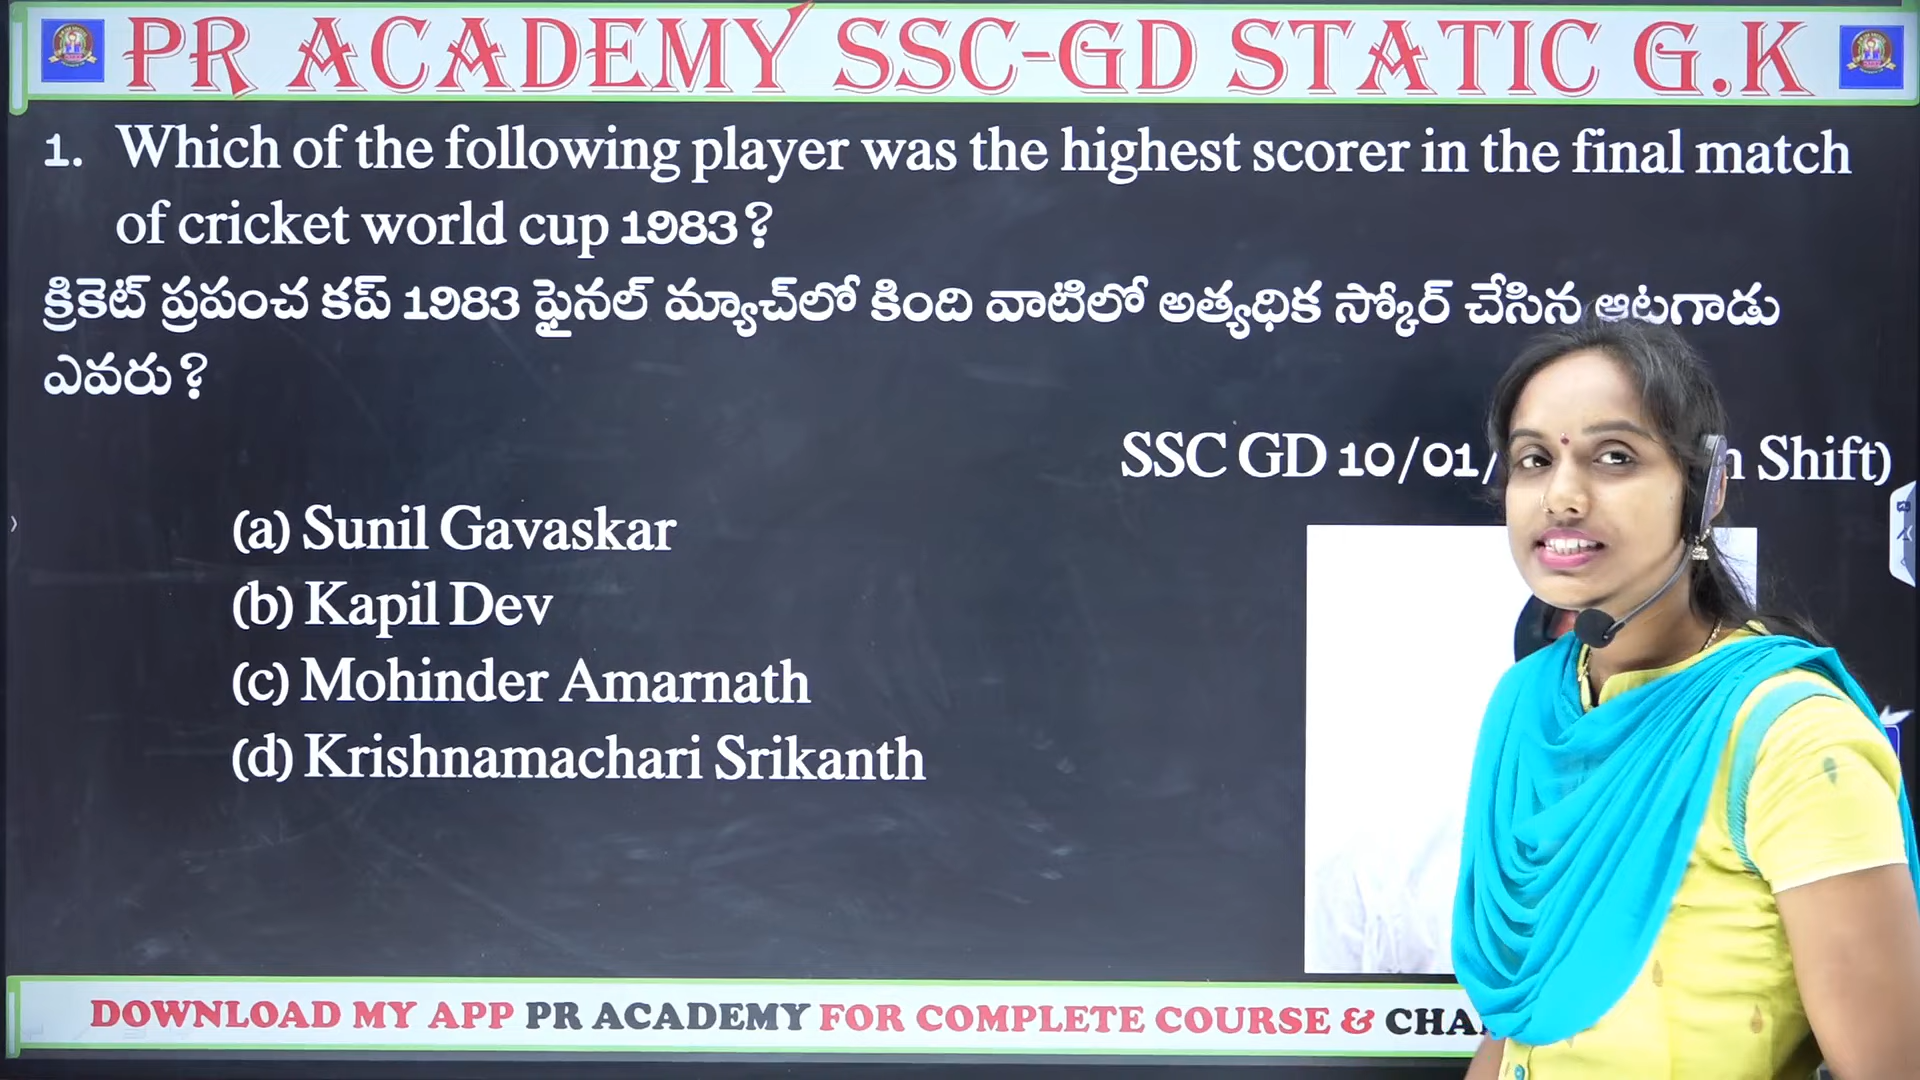 PR ACADEMY SSC-GD STATIC G.K
1. Which of the following player was the highest scorer in the final match
of cricket world cup 1983?
క్రికెట్ ప్రపంచ కప్ 1983 ఫైనల్ మ్యాచ్‌లో కింది వాటిలో అత్యధిక స్కోర్ చేసిన ఆటగాడు
ఎవరు?
SSC GD 10/01/ Shift)
(a) Sunil Gavaskar
(b) Kapil Dev
(c) Mohinder Amarnath
(d) Krishnamachari Srikanth
DOWNLOAD MY APP PR ACADEMY FOR COMPLETE COURSE &